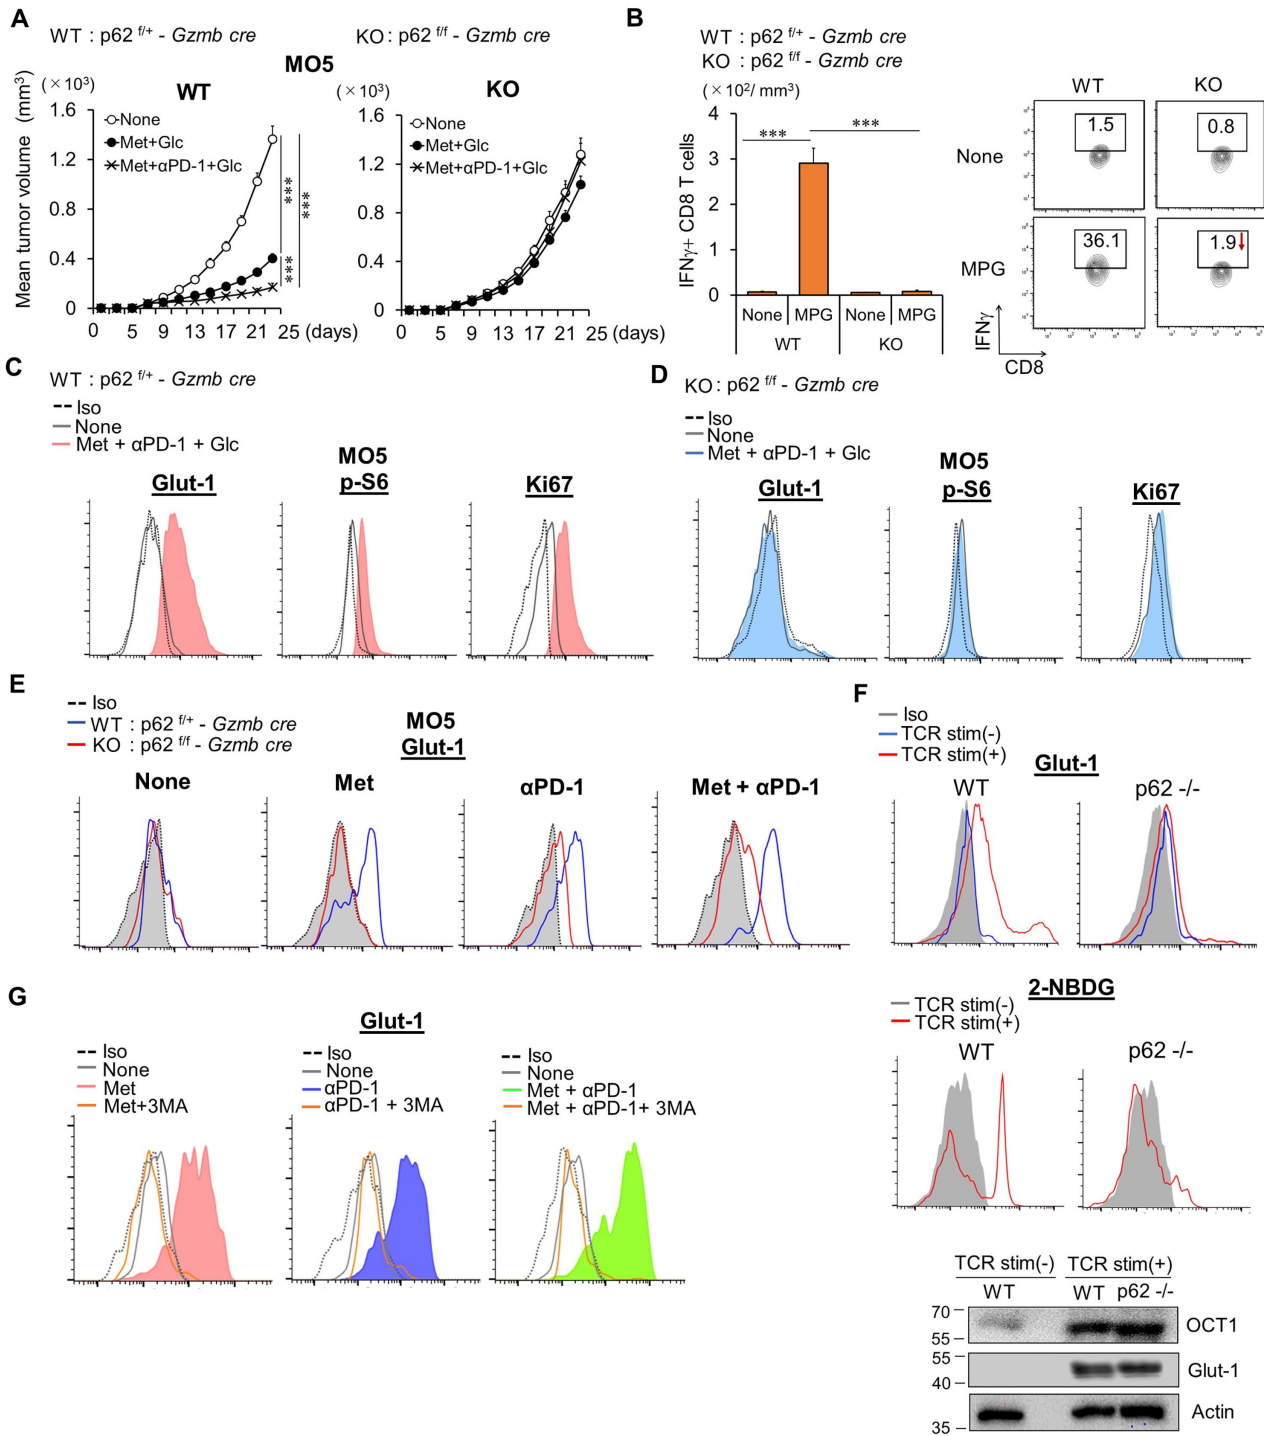 A
WT : p62 f/+ - Gzmb cre
KO : p62 f/f - Gzmb cre
MO5
(×10³)
WT
(×10³)
KO
Mean tumor volume (mm³)
1.6
1.2
0.8
0.4
0
None
Met+Glc
Met+αPD-1+Glc
***
***
***
0 1 5 9 13 17 21 25 (days)
1.6
1.2
0.8
0.4
0
None
Met+Glc
Met+αPD-1+Glc
0 1 5 9 13 17 21 25 (days)
B
WT : p62 f/+ - Gzmb cre
KO : p62 f/f - Gzmb cre
(×10²/ mm³)
IFNγ+ CD8 T cells
4
3
2
1
0
***
***
None MPG None MPG
WT KO
WT KO
None
1.5
0.8
MPG
36.1
1.9
IFNγ
CD8
C
WT : p62 f/+ - Gzmb cre
Iso
None
Met + αPD-1 + Glc
MO5
Glut-1
p-S6
Ki67
D
KO : p62 f/f - Gzmb cre
Iso
None
Met + αPD-1 + Glc
MO5
Glut-1
p-S6
Ki67
E
Iso
WT : p62 f/+ - Gzmb cre
KO : p62 f/f - Gzmb cre
MO5
Glut-1
None
Met
αPD-1
Met + αPD-1
F
Iso
TCR stim(-)
TCR stim(+)
Glut-1
WT
p62 -/-
2-NBDG
TCR stim(-)
TCR stim(+)
WT
p62 -/-
TCR stim(-) TCR stim(+)
WT WT p62 -/-
70
55
OCT1
55
40
Glut-1
35
Actin
G
Glut-1
Iso
None
Met
Met+3MA
Iso
None
αPD-1
αPD-1 + 3MA
Iso
None
Met + αPD-1
Met + αPD-1+ 3MA